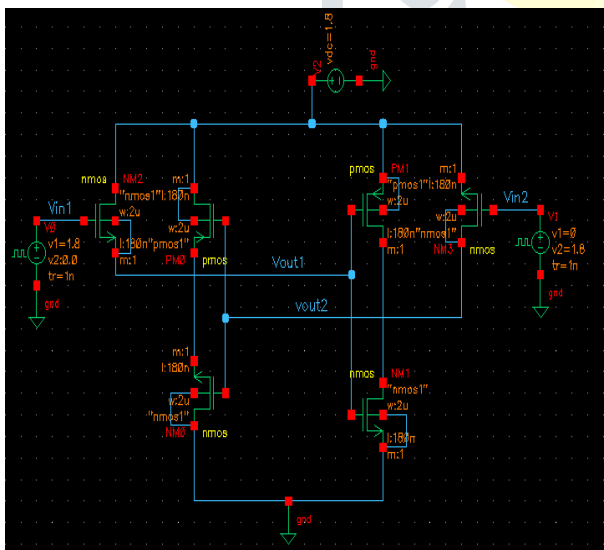 vdc=1.8
V2
gnd
nmos
NM2
m:1
"nmos1"l:180n
w:2u
l:180n"pmos1"
m:1
PM0
pmos
Vin1
V0
v1=1.8
v2:0.0
tr=1n
gnd
pmos
PM1
m:1
"pmos1"l:180n
w:2u
l:180n"nmos1"
m:1
NM3
nmos
Vin2
V1
v1=0
v2=1.8
tr=1n
gnd
Vout1
vout2
m:1
l:180n
w:2u
"nmos1"
NM0
nmos
nmos
NM1
"nmos1"
w:2u
l:180n
m:1
gnd